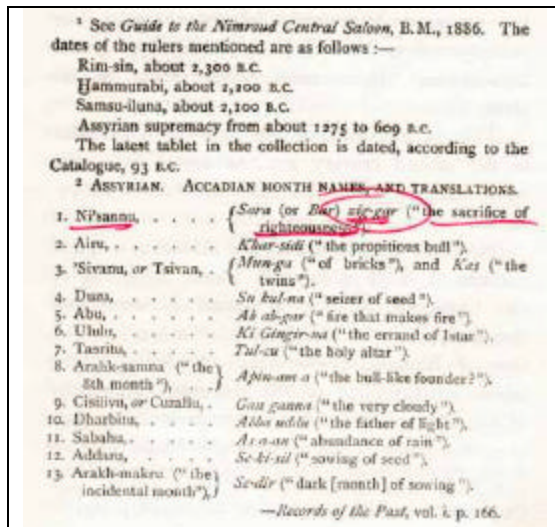 ¹ See Guide to the Nimroud Central Saloon, B.M., 1886. The
dates of the rulers mentioned are as follows :—
Rim-sin, about 2,300 B.C.
Hammurabi, about 2,200 B.C.
Samsu-iluna, about 2,100 B.C.
Assyrian supremacy from about 1275 to 609 B.C.
The latest tablet in the collection is dated, according to the
Catalogue, 93 B.C.
² ASSYRIAN. ACCADIAN MONTH NAMES, AND TRANSLATIONS.
1. Ni'sannu, . . . . . { Sara (or Bar) zig-gar ("the sacrifice of
righteousness").
2. Airu, . . . . . . Khar-sidi ("the propitious bull").
3. 'Sivanu, or Tsivan, . { Mun-ga ("of bricks"), and Kas ("the
twins").
4. Duzu, . . . . . Su kul-na ("seizer of seed").
5. Abu, . . . . . . Ab ab-gar ("fire that makes fire").
6. Ululu, . . . . . Ki Gingir-na ("the errand of Istar").
7. Tasritu, . . . . . Tul-cu ("the holy altar").
8. Arakh-samna ("the
8th month"), . } Apin-am-a ("the bull-like founder?").
9. Cisilivu, or Cuzallu, . Gan ganna ("the very cloudy").
10. Dharbitu, . . . . Abba uddu ("the father of light").
11. Sabahu, . . . . . As a-an ("abundance of rain").
12. Addaru, . . . . . Se-ki-sil ("sowing of seed").
13. Arakh-makru ("the
incidental month"), } Se-dir ("dark [month] of sowing").
—Records of the Past, vol. i. p. 166.